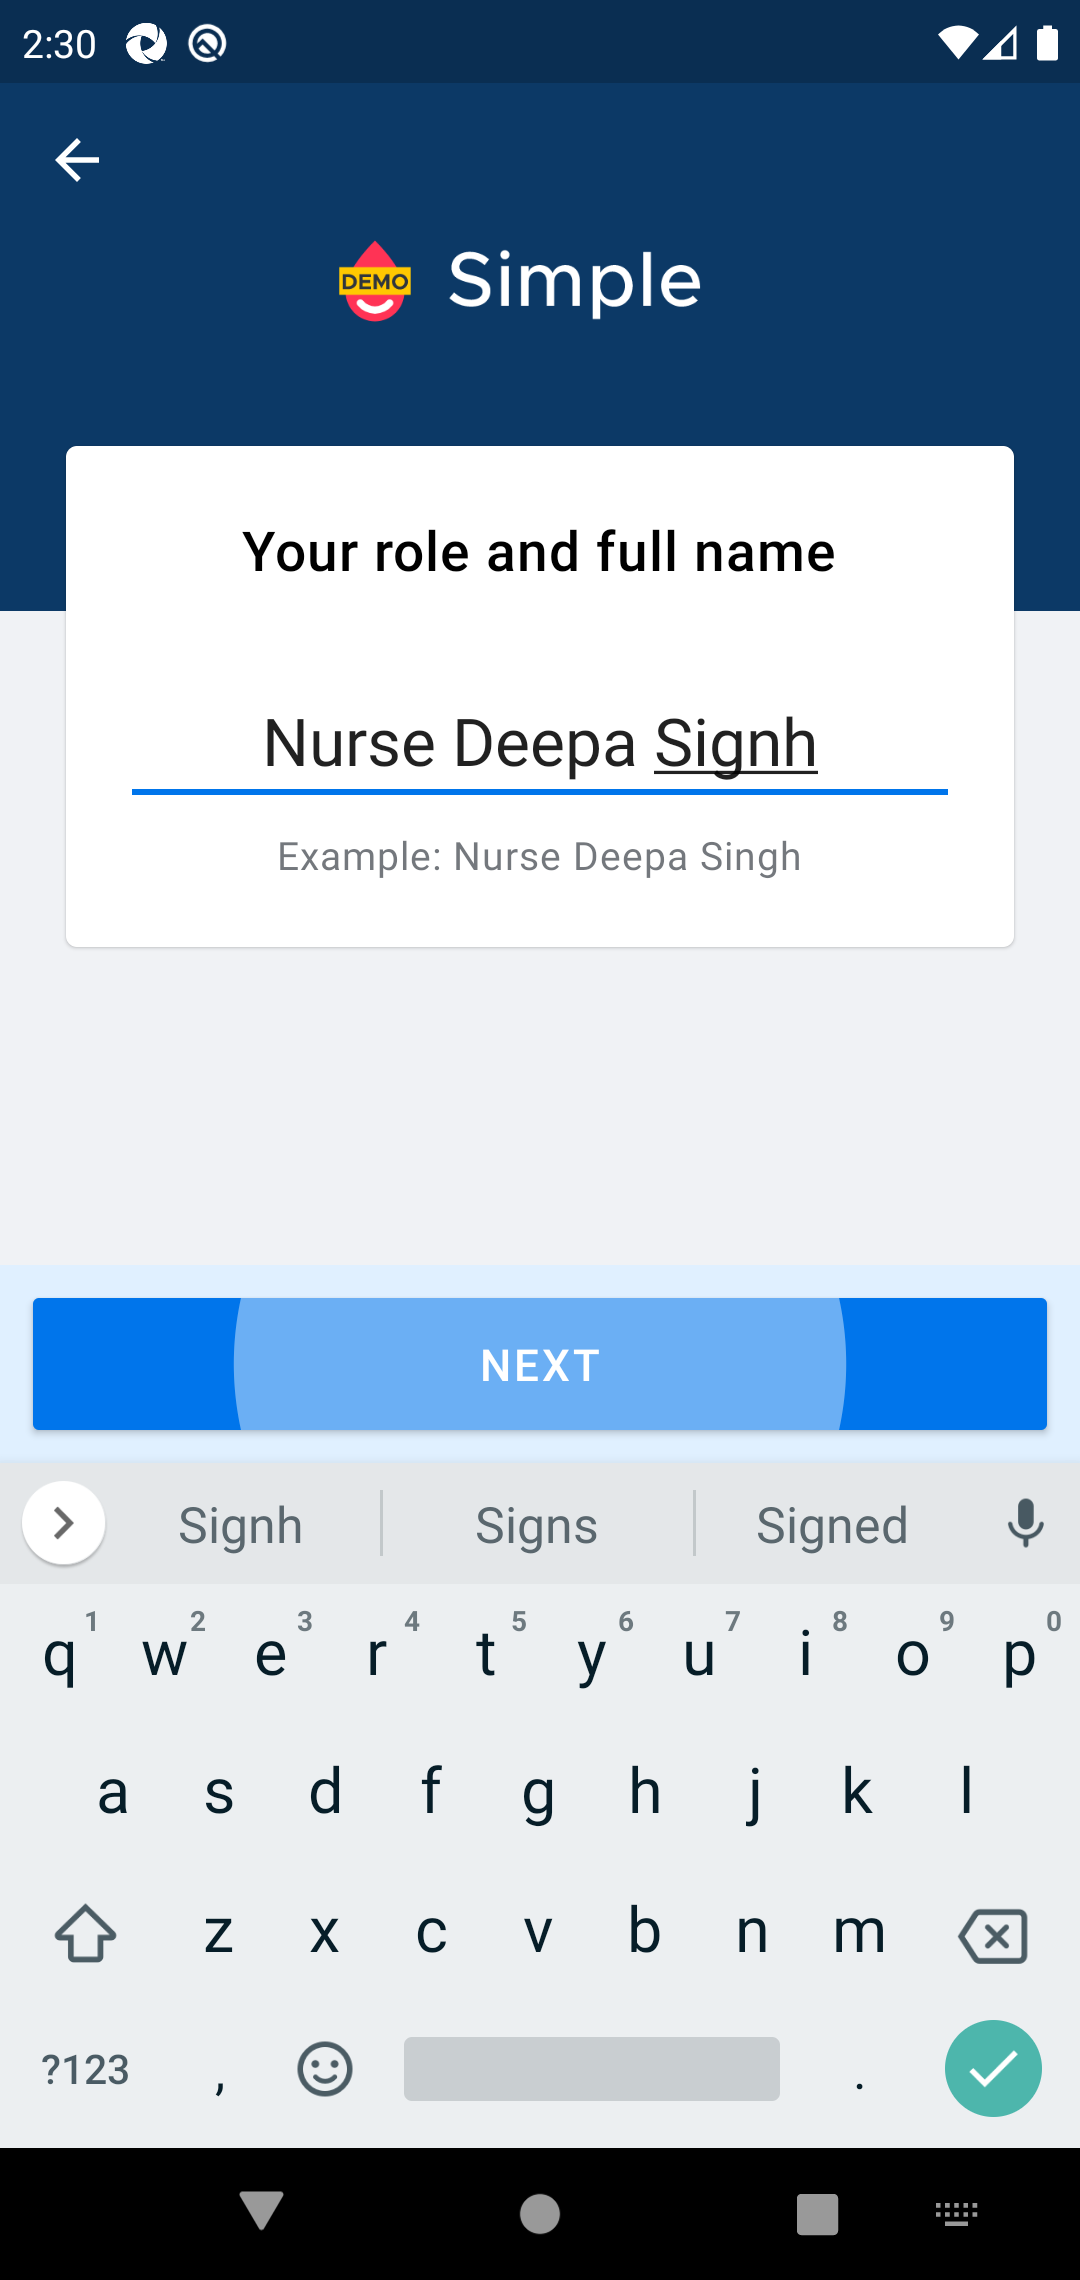 2:30
DEMO Simple
Your role and full name
Nurse Deepa Signh
Example: Nurse Deepa Singh
NEXT
Signh Signs Signed
1 2 3 4 5 6 7 8 9 0
q w e r t y u i o p
a s d f g h j k l
z x c v b n m
?123 , .